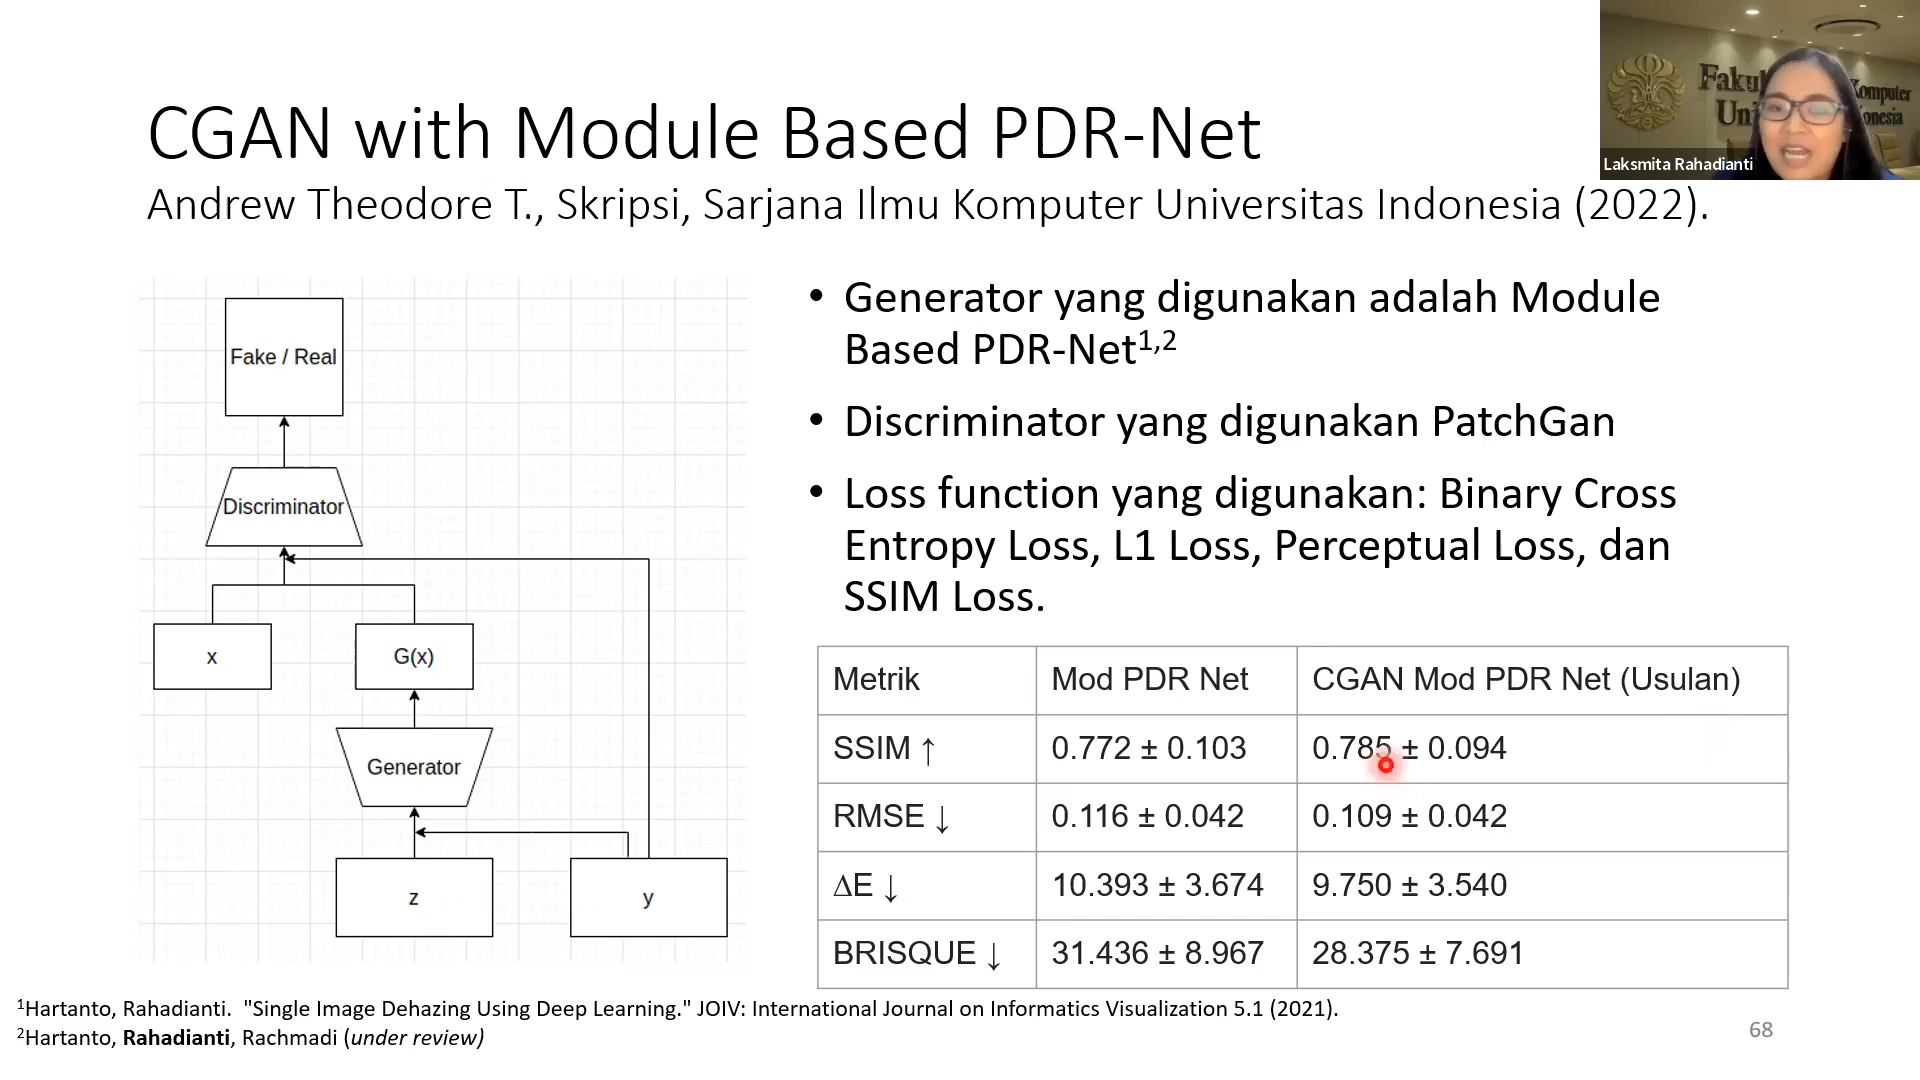 CGAN with Module Based PDR-Net
Andrew Theodore T., Skripsi, Sarjana Ilmu Komputer Universitas Indonesia (2022).
Laksmita Rahadianti
Fake / Real
Discriminator
x
G(x)
Generator
z
y
• Generator yang digunakan adalah Module
Based PDR-Net1,2
• Discriminator yang digunakan PatchGan
• Loss function yang digunakan: Binary Cross
Entropy Loss, L1 Loss, Perceptual Loss, dan
SSIM Loss.
Metrik Mod PDR Net CGAN Mod PDR Net (Usulan)
SSIM ↑ 0.772 ± 0.103 0.785 ± 0.094
RMSE ↓ 0.116 ± 0.042 0.109 ± 0.042
∆E ↓ 10.393 ± 3.674 9.750 ± 3.540
BRISQUE ↓ 31.436 ± 8.967 28.375 ± 7.691
1Hartanto, Rahadianti. "Single Image Dehazing Using Deep Learning." JOIV: International Journal on Informatics Visualization 5.1 (2021).
2Hartanto, Rahadianti, Rachmadi (under review)
68